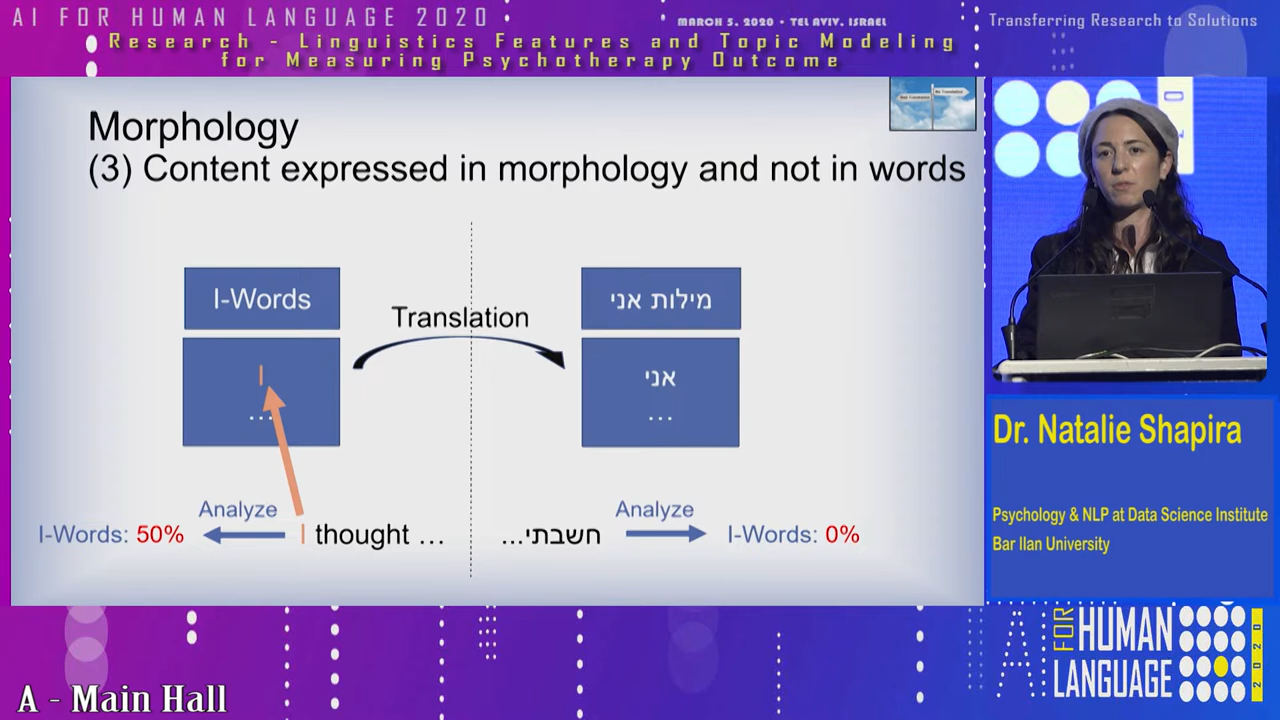 AI FOR HUMAN LANGUAGE 2020
MARCH 5, 2020 • TEL AVIV, ISRAEL
Transferring Research to Solutions
Research - Linguistics Features and Topic Modeling
for Measuring Psychotherapy Outcome
Morphology
(3) Content expressed in morphology and not in words
I-Words
Translation
מילות אני
I
...
אני
...
Analyze
I-Words: 50%
I thought ...
חשבתי...
Analyze
I-Words: 0%
Dr. Natalie Shapira
Psychology & NLP at Data Science Institute
Bar Ilan University
AI FOR HUMAN
LANGUAGE 2020
A - Main Hall